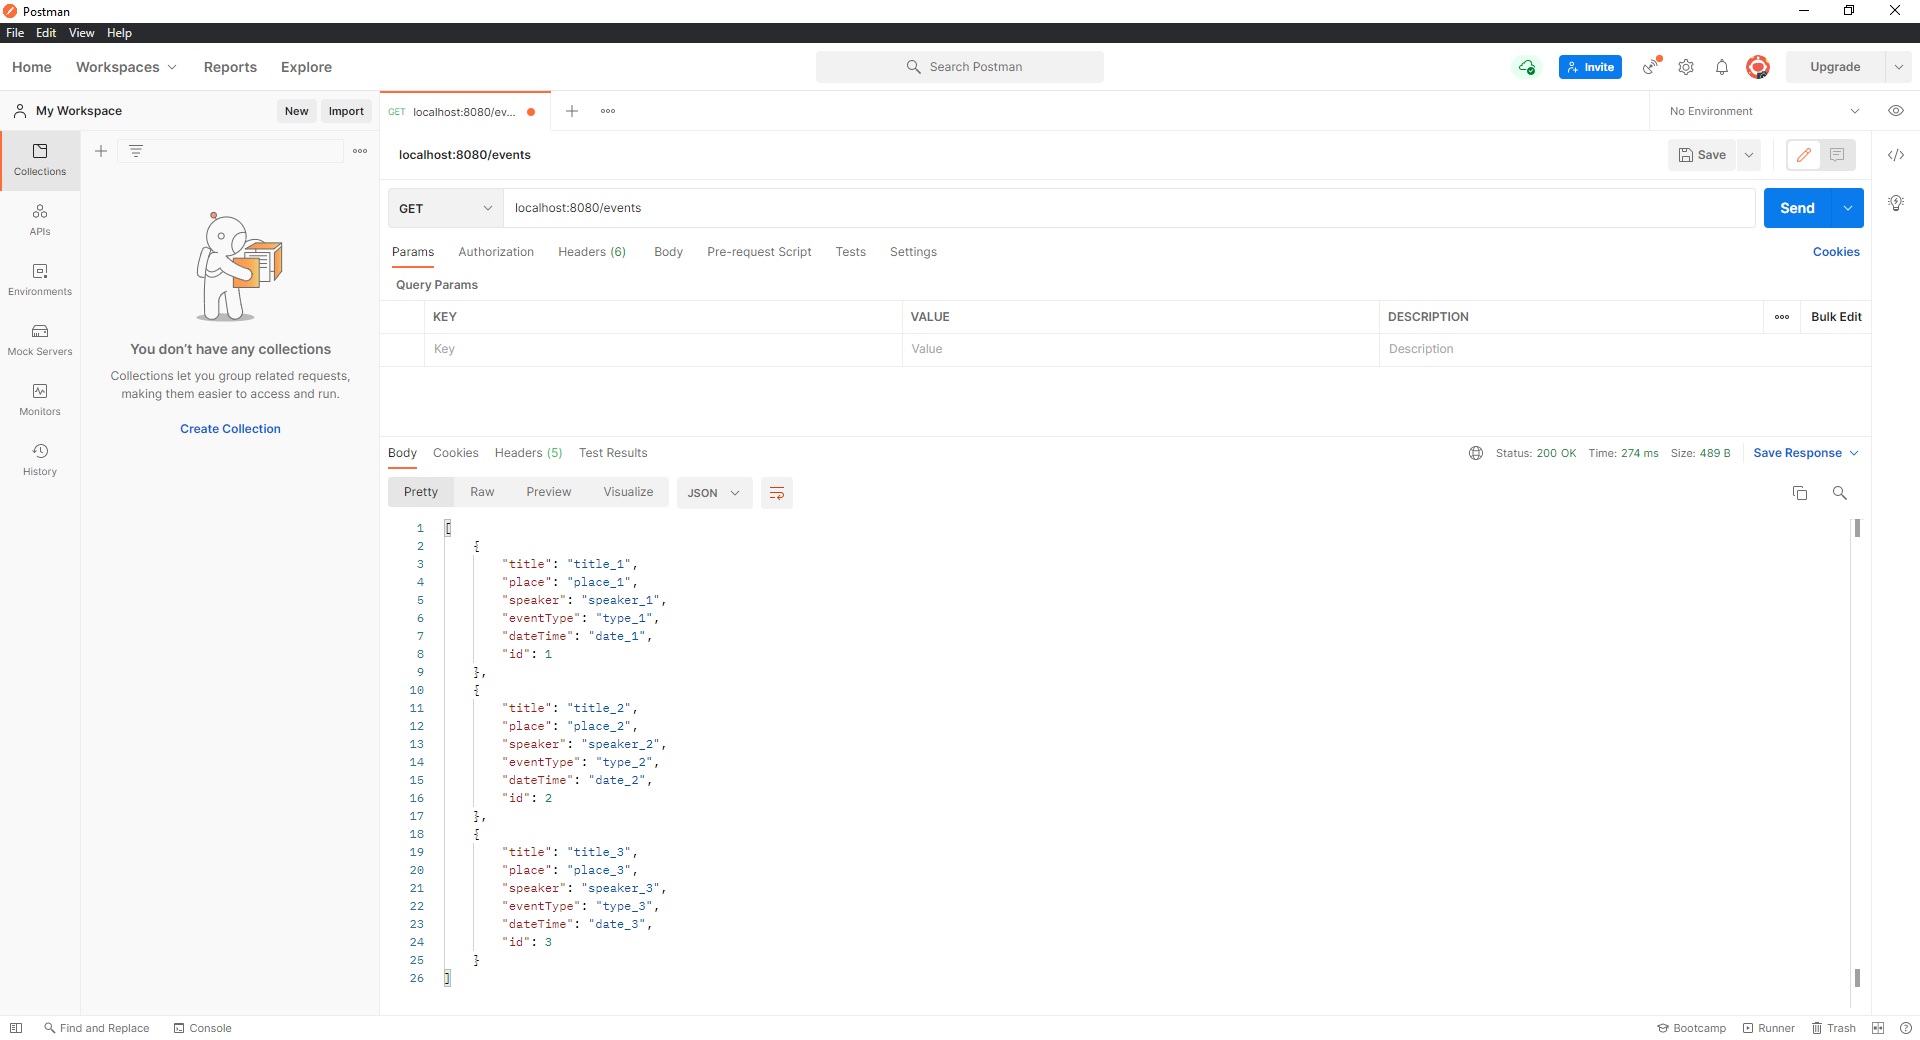 Postman
File Edit View Help
Home Workspaces Reports Explore Search Postman Invite Upgrade
My Workspace New Import GET localhost:8080/ev... No Environment
Collections
APIs
Environments
Mock Servers
Monitors
History
You don't have any collections
Collections let you group related requests,
making them easier to access and run.
Create Collection
localhost:8080/events Save
GET localhost:8080/events Send
Params Authorization Headers (6) Body Pre-request Script Tests Settings Cookies
Query Params
KEY VALUE DESCRIPTION Bulk Edit
Key Value Description
Body Cookies Headers (5) Test Results Status: 200 OK Time: 274 ms Size: 489 B Save Response
Pretty Raw Preview Visualize JSON
1 [
2 {
3 "title": "title_1",
4 "place": "place_1",
5 "speaker": "speaker_1",
6 "eventType": "type_1",
7 "dateTime": "date_1",
8 "id": 1
9 },
10 {
11 "title": "title_2",
12 "place": "place_2",
13 "speaker": "speaker_2",
14 "eventType": "type_2",
15 "dateTime": "date_2",
16 "id": 2
17 },
18 {
19 "title": "title_3",
20 "place": "place_3",
21 "speaker": "speaker_3",
22 "eventType": "type_3",
23 "dateTime": "date_3",
24 "id": 3
25 }
26 ]
Find and Replace Console Bootcamp Runner Trash